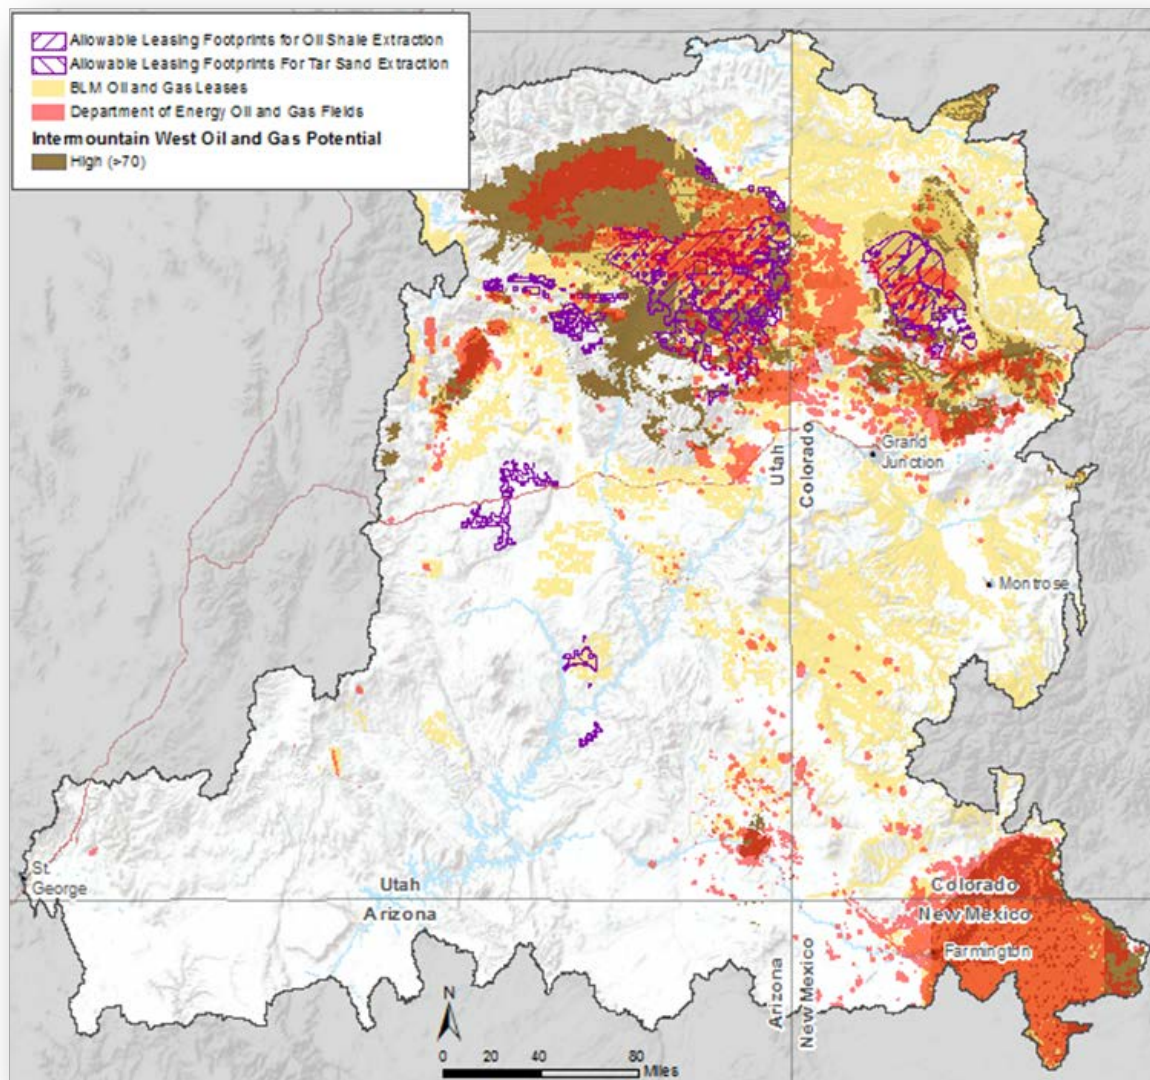 Allowable Leasing Footprints for Oil Shale Extraction
Allowable Leasing Footprints For Tar Sand Extraction
BLM Oil and Gas Leases
Department of Energy Oil and Gas Fields
Intermountain West Oil and Gas Potential
High (>70)
Utah
Colorado
Grand
Junction
Montrose
St.
George
Utah
Arizona
Colorado
New Mexico
Farmington
Arizona
New Mexico
N
0 20 40 80
Miles